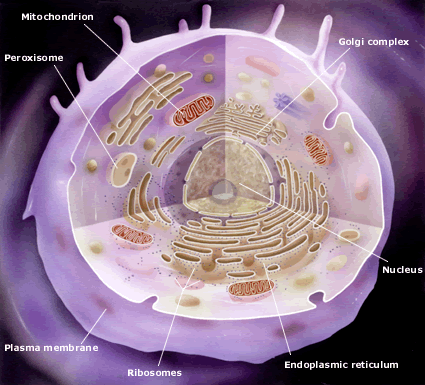 Mitochondrion
Golgi complex
Peroxisome
Nucleus
Plasma membrane
Endoplasmic reticulum
Ribosomes